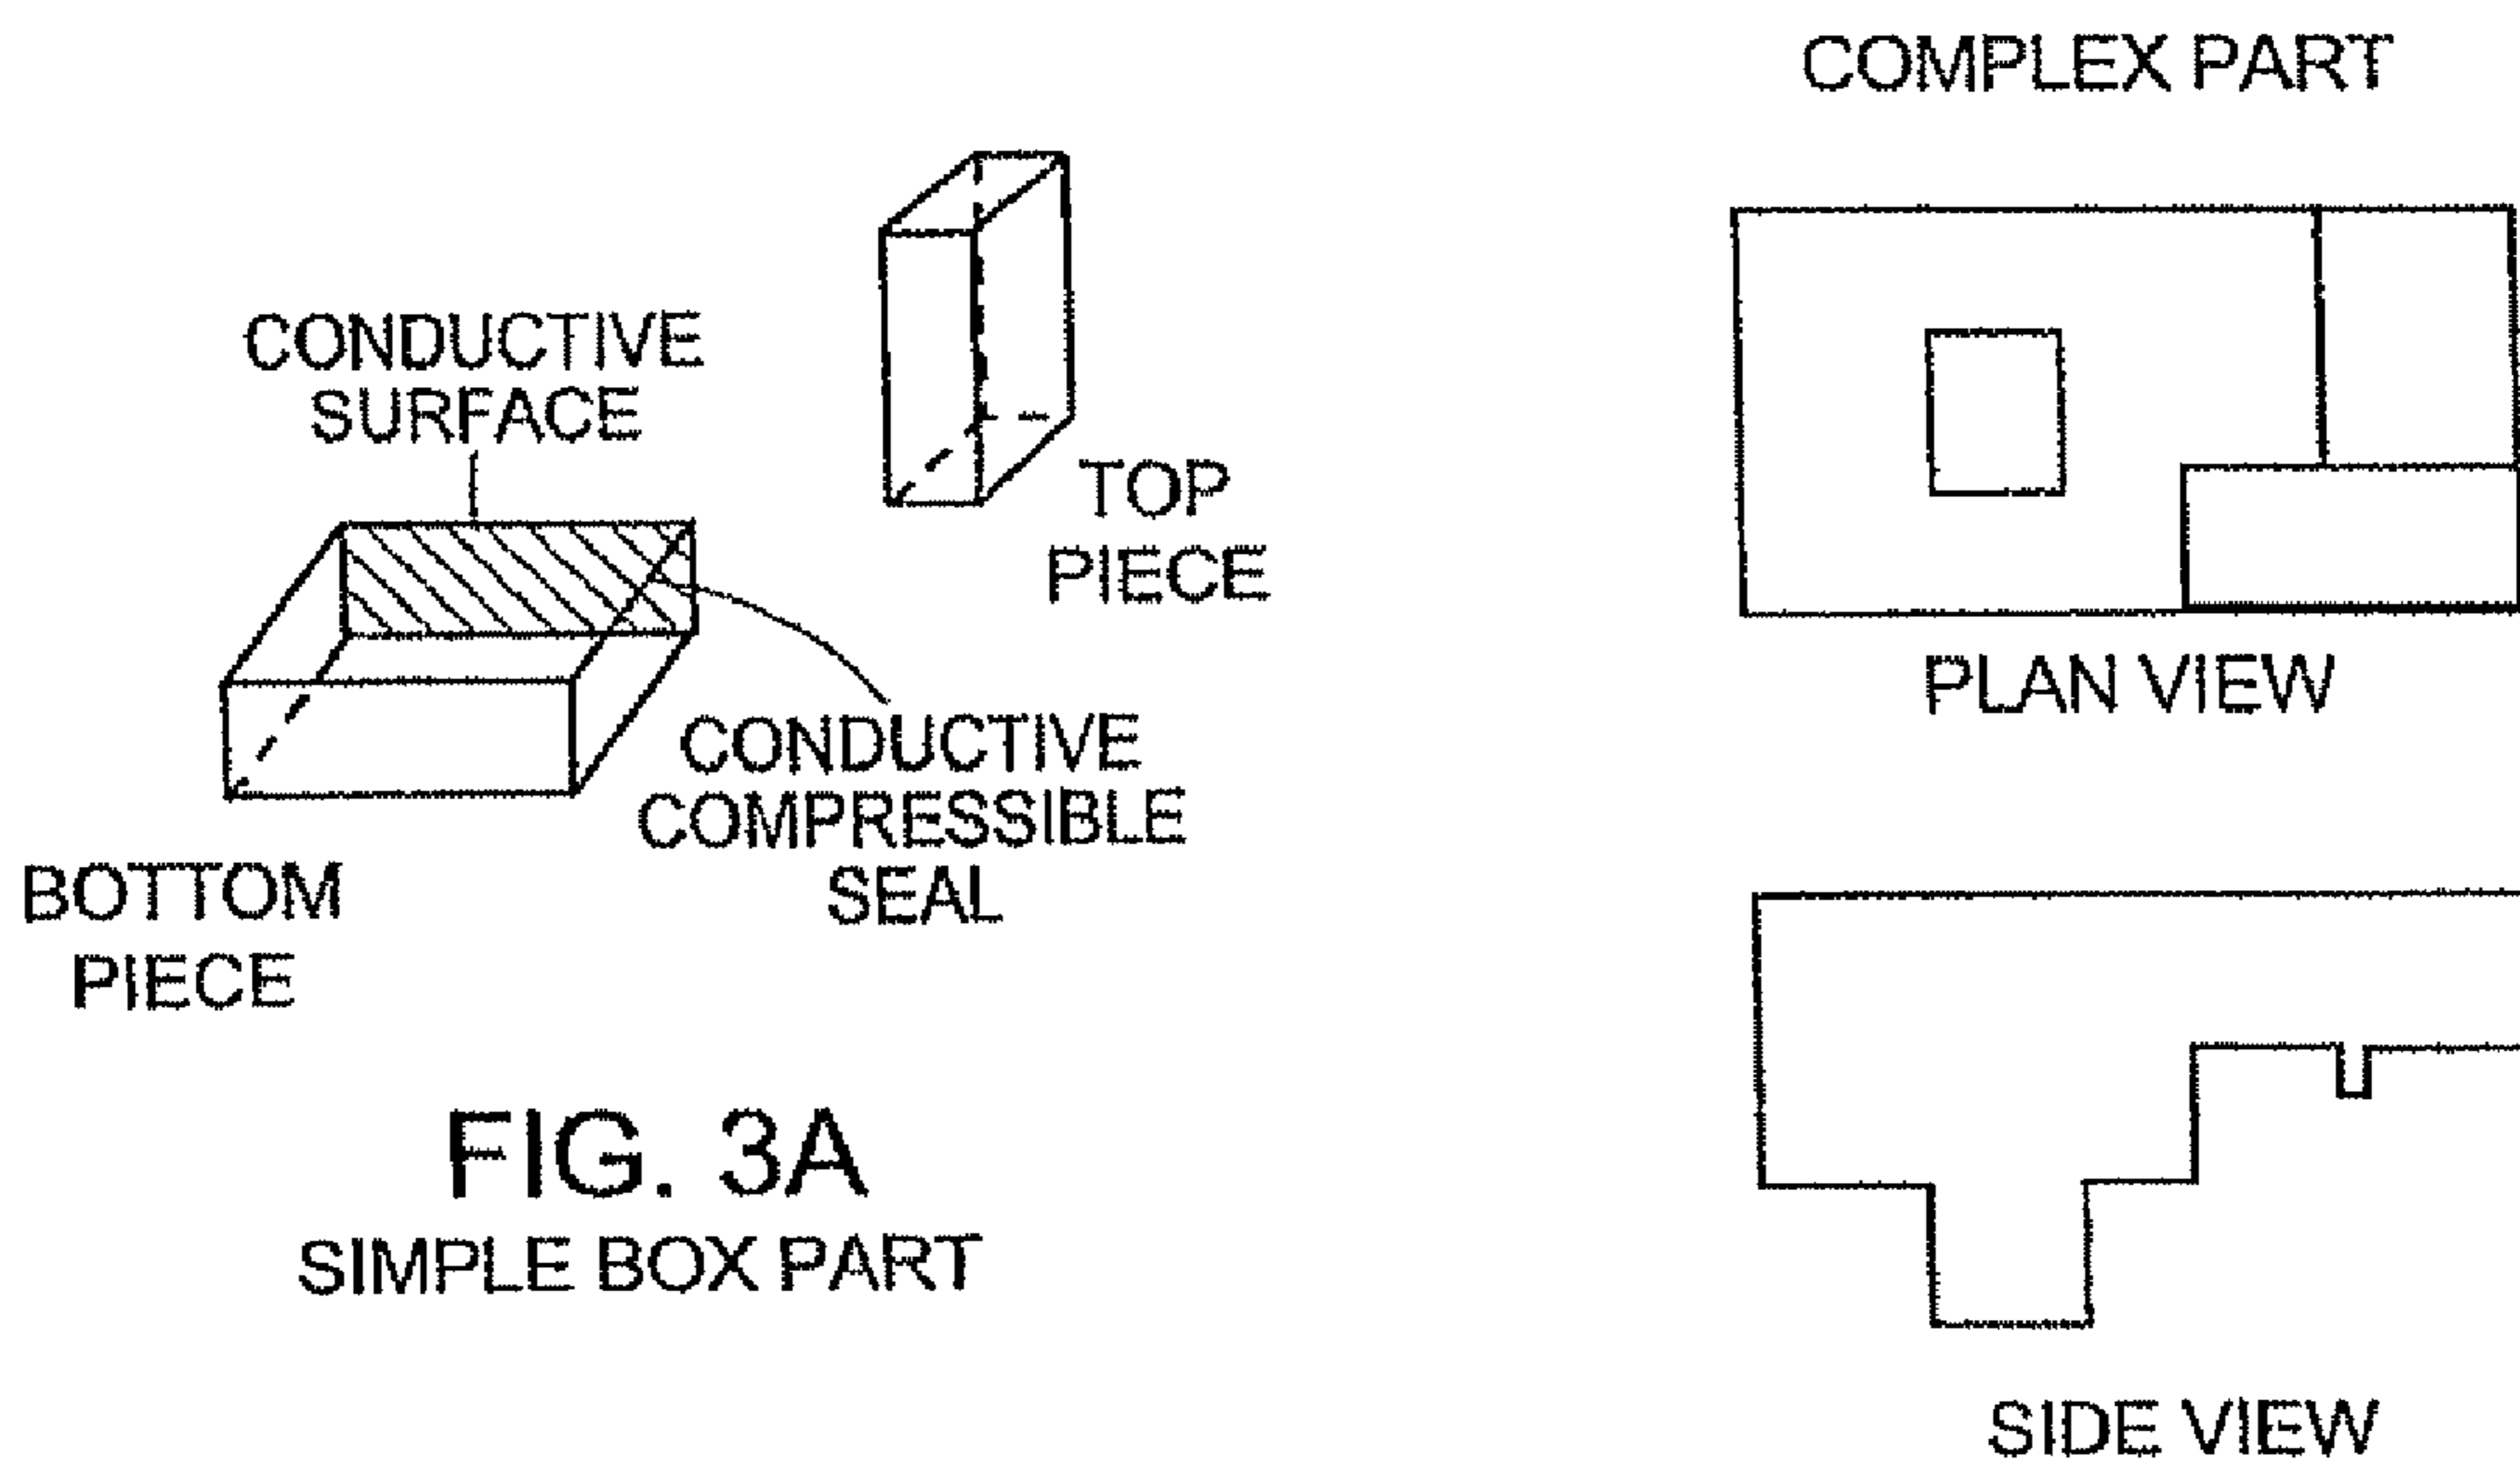 COMPLEX PART
CONDUCTIVE
SURFACE
TOP
PIECE
CONDUCTIVE
COMPRESSIBLE
SEAL
BOTTOM
PIECE
FIG. 3A
SIMPLE BOX PART
PLAN VIEW
SIDE VIEW